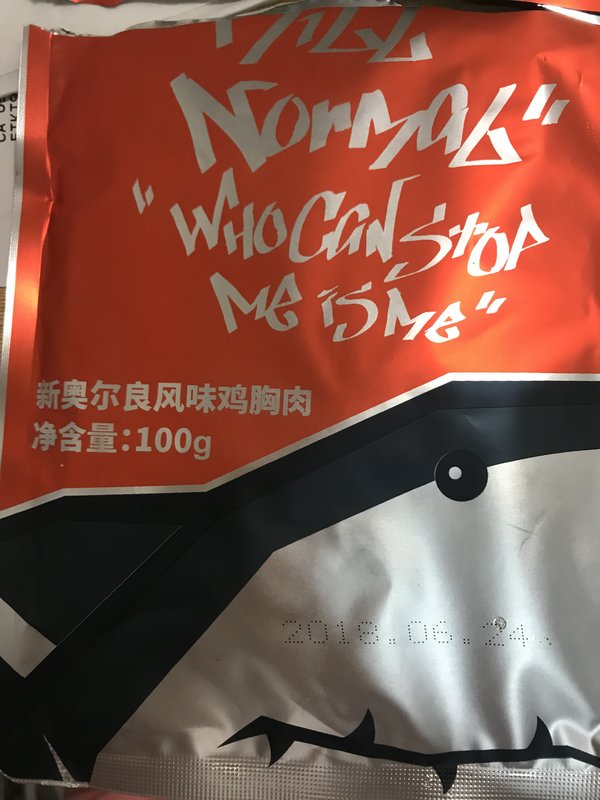 Normal"
"Who can stop
me is me"
新奥尔良风味鸡胸肉
净含量:100g
2018.06.24